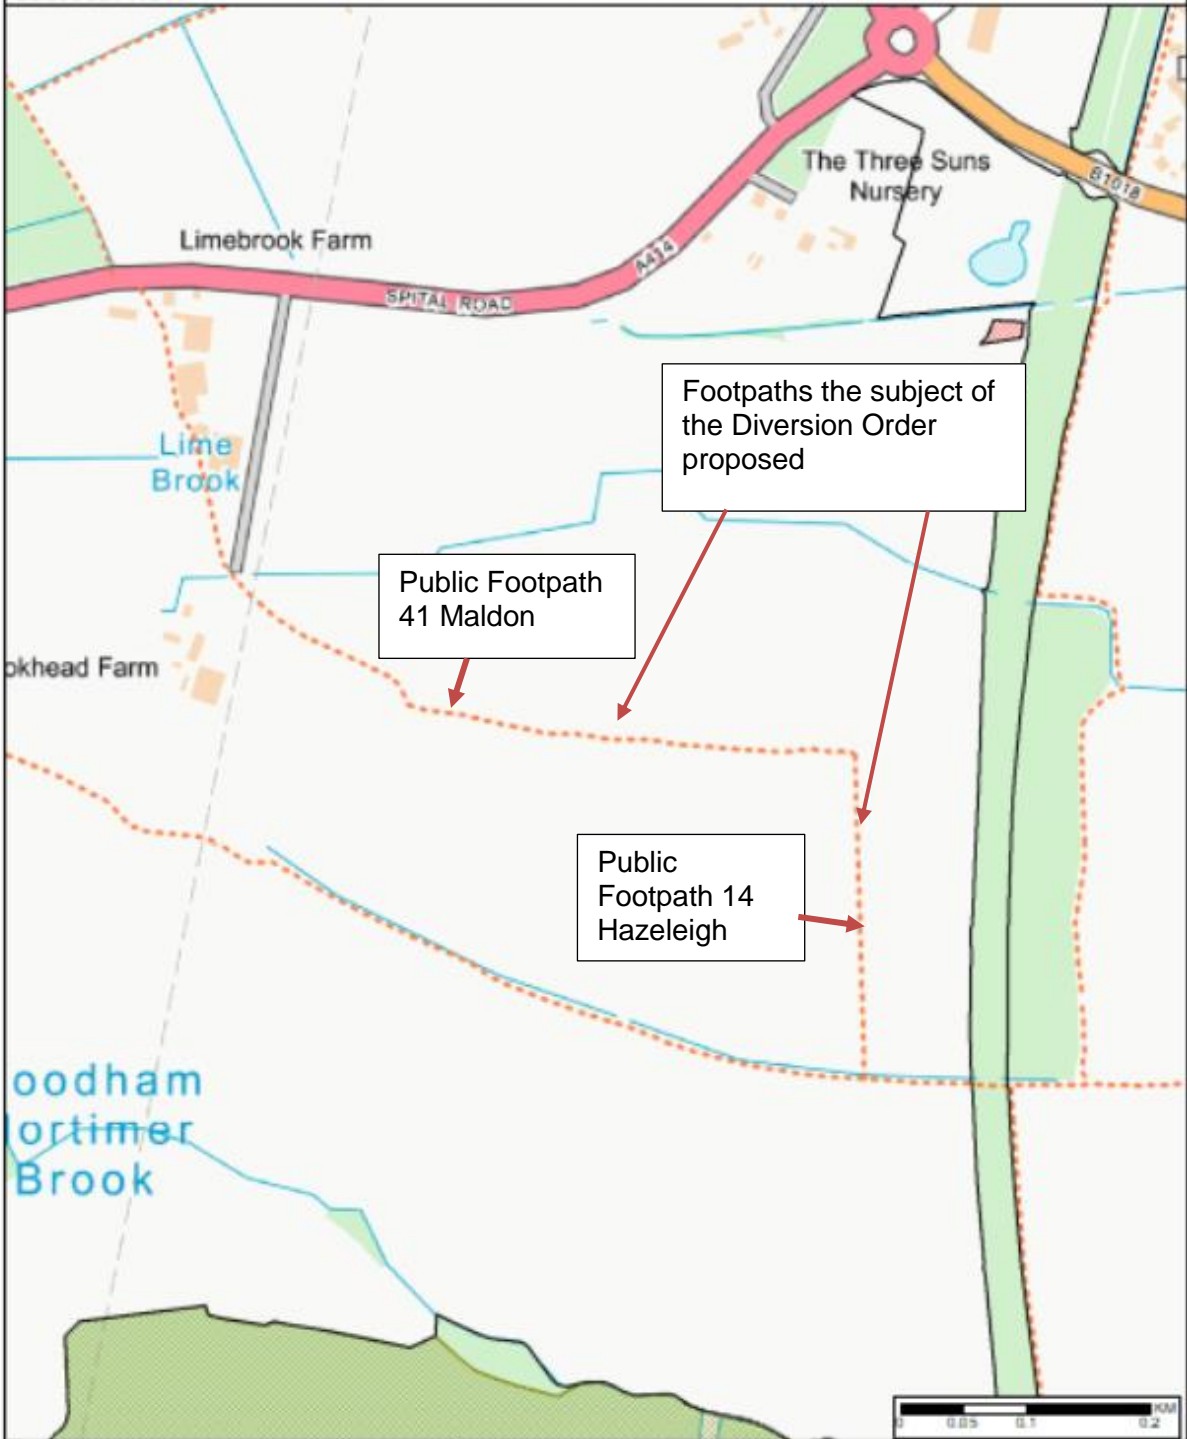 The Three Suns
Nursery
B1018
Limebrook Farm
A414
SPITAL ROAD
Footpaths the subject of
the Diversion Order
proposed
Lime
Brook
Public Footpath
41 Maldon
okhead Farm
Public
Footpath 14
Hazeleigh
oodham
ortimer
Brook
KM
0 0.05 0.1 0.2